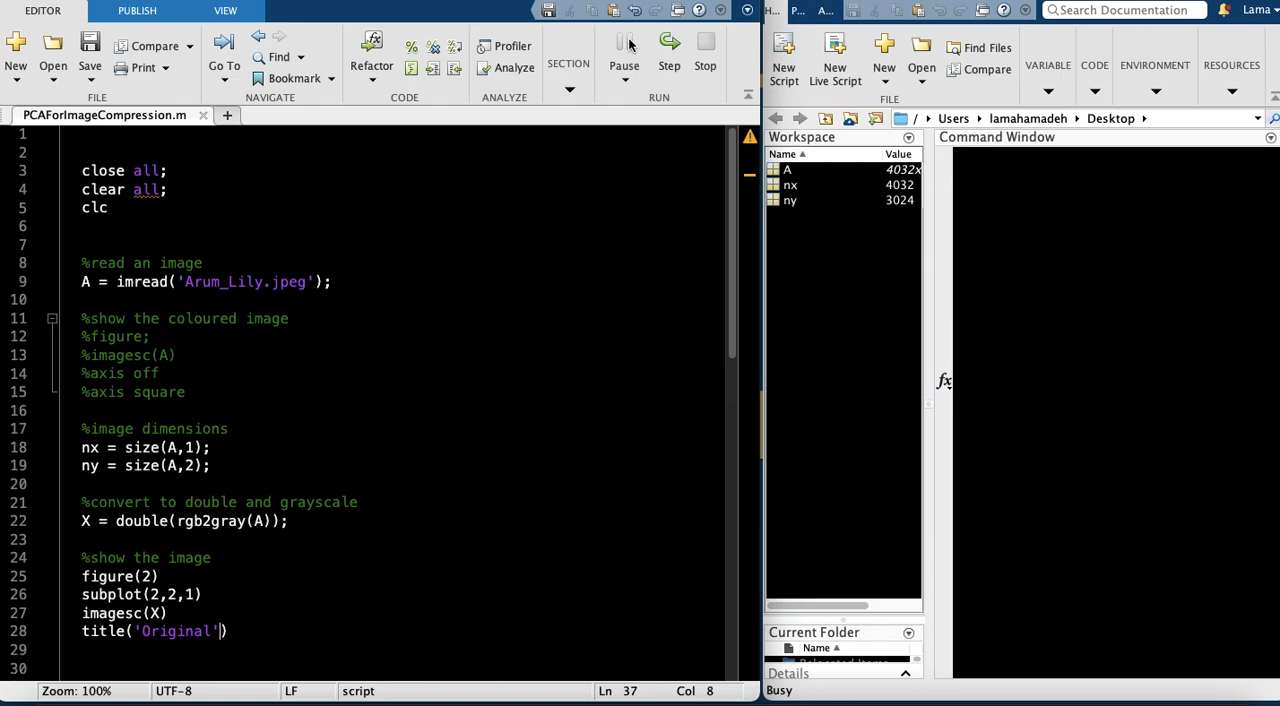 EDITOR PUBLISH VIEW
New Open Save Compare Print
FILE
Go To Find Bookmark
NAVIGATE
Refactor
CODE
Profiler Analyze
ANALYZE
SECTION
Pause Step Stop
RUN
PCAForImageCompression.m
1
2
3 close all;
4 clear all;
5 clc
6
7
8 %read an image
9 A = imread('Arum_Lily.jpeg');
10
11 %show the coloured image
12 %figure;
13 %imagesc(A)
14 %axis off
15 %axis square
16
17 %image dimensions
18 nx = size(A,1);
19 ny = size(A,2);
20
21 %convert to double and grayscale
22 X = double(rgb2gray(A));
23
24 %show the image
25 figure(2)
26 subplot(2,2,1)
27 imagesc(X)
28 title('Original')
29
30
Zoom: 100% UTF-8 LF script Ln 37 Col 8
H... P... A... Search Documentation Lama
New Script New Live Script New Open Find Files Compare
FILE
VARIABLE CODE ENVIRONMENT RESOURCES
/ Users lamahamadeh Desktop
Workspace
Name Value
A 4032x
nx 4032
ny 3024
Command Window
fx
Current Folder
Name
Details
Busy